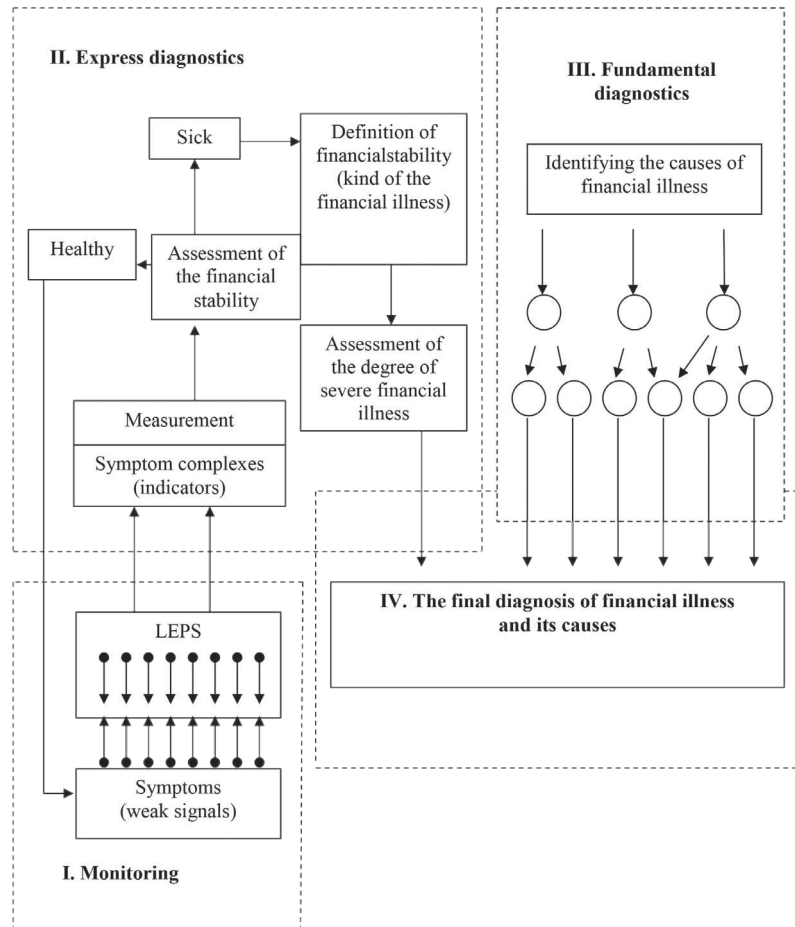 II. Express diagnostics
Sick
Definition of
financialstability
(kind of the
financial illness)
Healthy
Assessment of
the financial
stability
Assessment of
the degree of
severe financial
illness
Measurement
Symptom complexes
(indicators)
III. Fundamental
diagnostics
Identifying the causes of
financial illness
IV. The final diagnosis of financial illness
and its causes
LEPS
Symptoms
(weak signals)
I. Monitoring